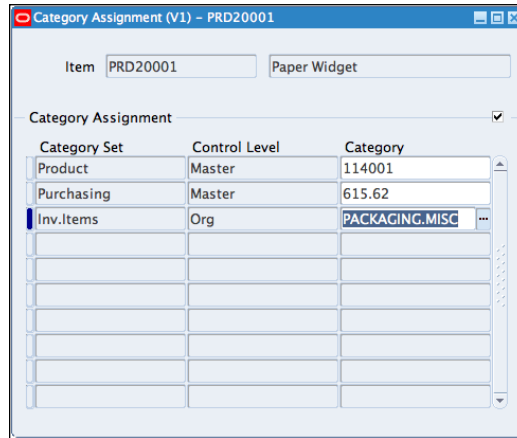 Category Assignment (V1) – PRD20001
Item PRD20001 Paper Widget
Category Assignment
Category Set Control Level Category
Product Master 114001
Purchasing Master 615.62
Inv.Items Org PACKAGING.MISC ...